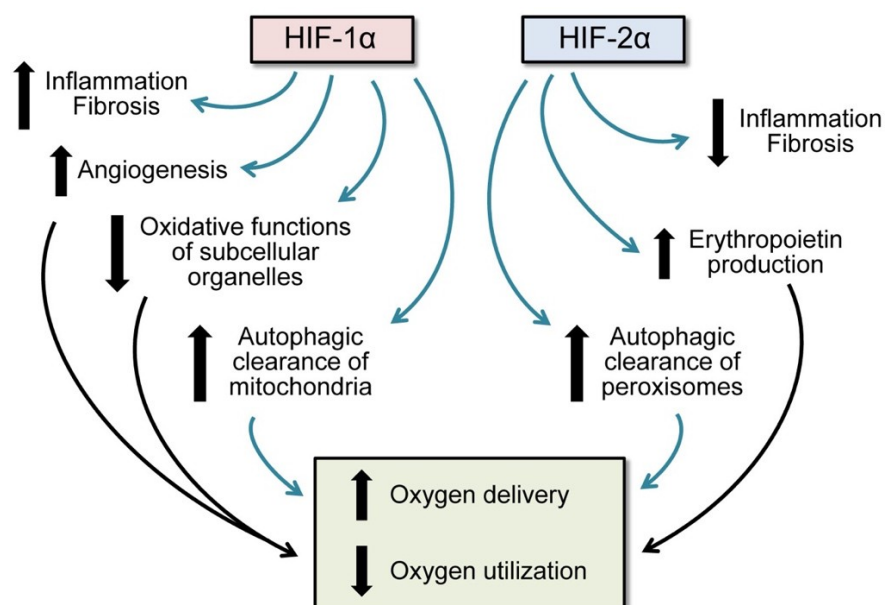 HIF-1α
HIF-2α
Inflammation
Fibrosis
Angiogenesis
Oxidative functions
of subcellular
organelles
Autophagic
clearance of
mitochondria
Inflammation
Fibrosis
Erythropoietin
production
Autophagic
clearance of
peroxisomes
Oxygen delivery
Oxygen utilization